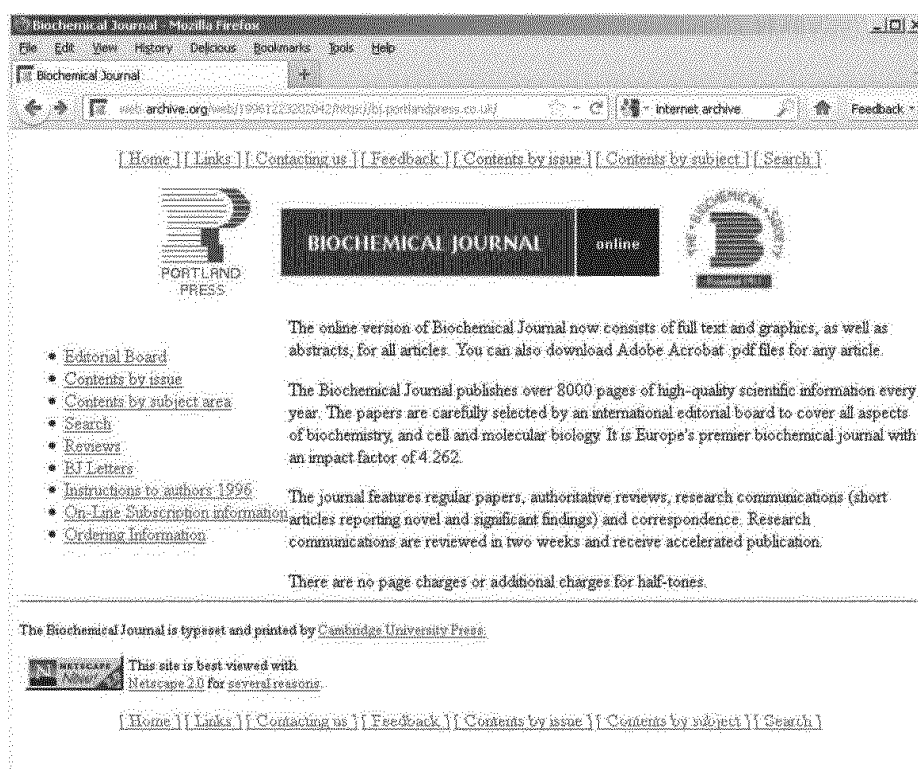 Biochemical Journal - Mozilla Firefox
File Edit View History Delicious Bookmarks Tools Help
Biochemical Journal
web.archive.org/web/19961223202042/http://bj.portlandpress.co.uk/
internet archive
Feedback
[ Home ] [ Links ] [ Contacting us ] [ Feedback ] [ Contents by issue ] [ Contents by subject ] [ Search ]
PORTLAND
PRESS
BIOCHEMICAL JOURNAL online
THE BIOCHEMICAL SOCIETY
The online version of Biochemical Journal now consists of full text and graphics, as well as
abstracts, for all articles. You can also download Adobe Acrobat .pdf files for any article.
• Editorial Board
• Contents by issue
• Contents by subject area
• Search
• Reviews
• BJ Letters
• Instructions to authors 1996
• On-Line Subscription information
• Ordering Information
The Biochemical Journal publishes over 8000 pages of high-quality scientific information every
year. The papers are carefully selected by an international editorial board to cover all aspects
of biochemistry, and cell and molecular biology. It is Europe's premier biochemical journal with
an impact factor of 4.262.
The journal features regular papers, authoritative reviews, research communications (short
articles reporting novel and significant findings) and correspondence. Research
communications are reviewed in two weeks and receive accelerated publication.
There are no page charges or additional charges for half-tones.
The Biochemical Journal is typeset and printed by Cambridge University Press.
NETSCAPE
Now!
This site is best viewed with
Netscape 2.0 for several reasons.
[ Home ] [ Links ] [ Contacting us ] [ Feedback ] [ Contents by issue ] [ Contents by subject ] [ Search ]